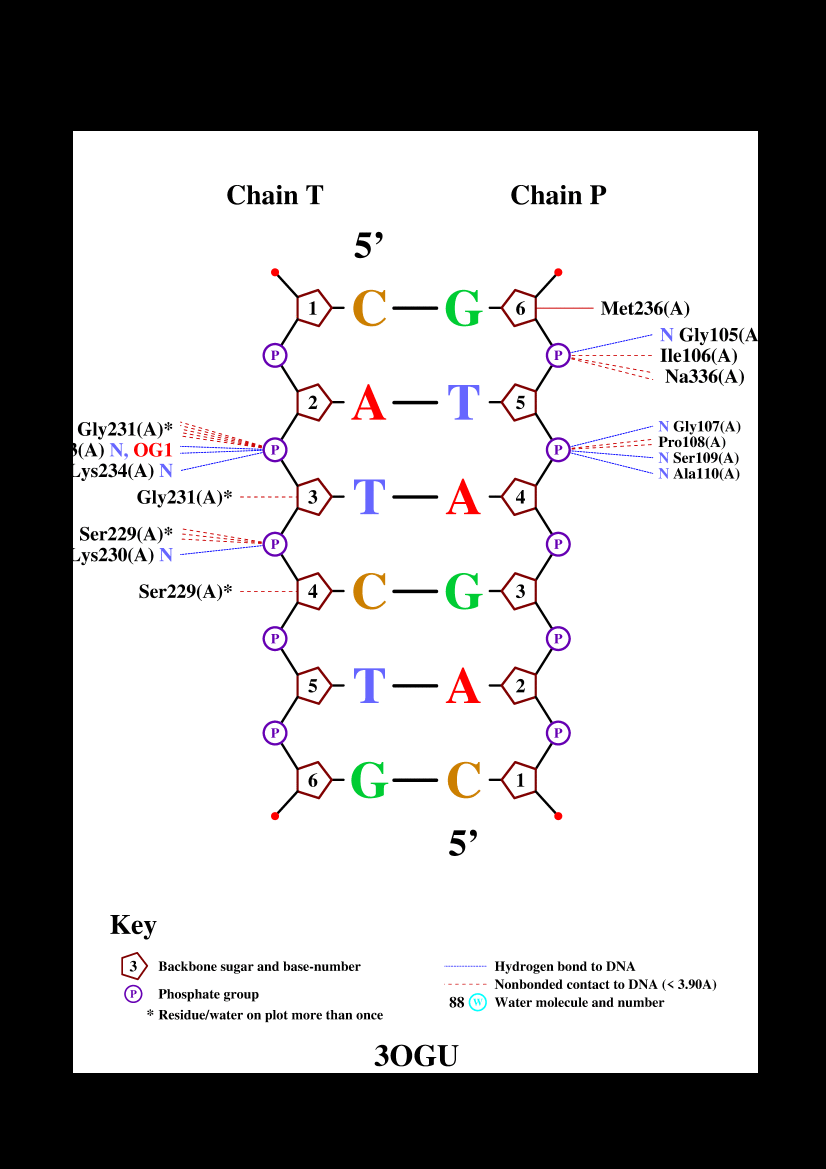 Chain T Chain P
5’
1 C G 6 Met236(A)
P P N Gly105(A
Ile106(A)
Na336(A)
2 A T 5
Gly231(A)* N Gly107(A)
3(A) N, OG1 P P Pro108(A)
Lys234(A) N N Ser109(A)
N Ala110(A)
Gly231(A)* 3 T A 4
Ser229(A)* P P
Lys230(A) N
Ser229(A)* 4 C G 3
P P
5 T A 2
P P
6 G C 1
5’
Key
3 Backbone sugar and base-number
P Phosphate group
* Residue/water on plot more than once
Hydrogen bond to DNA
Nonbonded contact to DNA (< 3.90A)
88 W Water molecule and number
3OGU